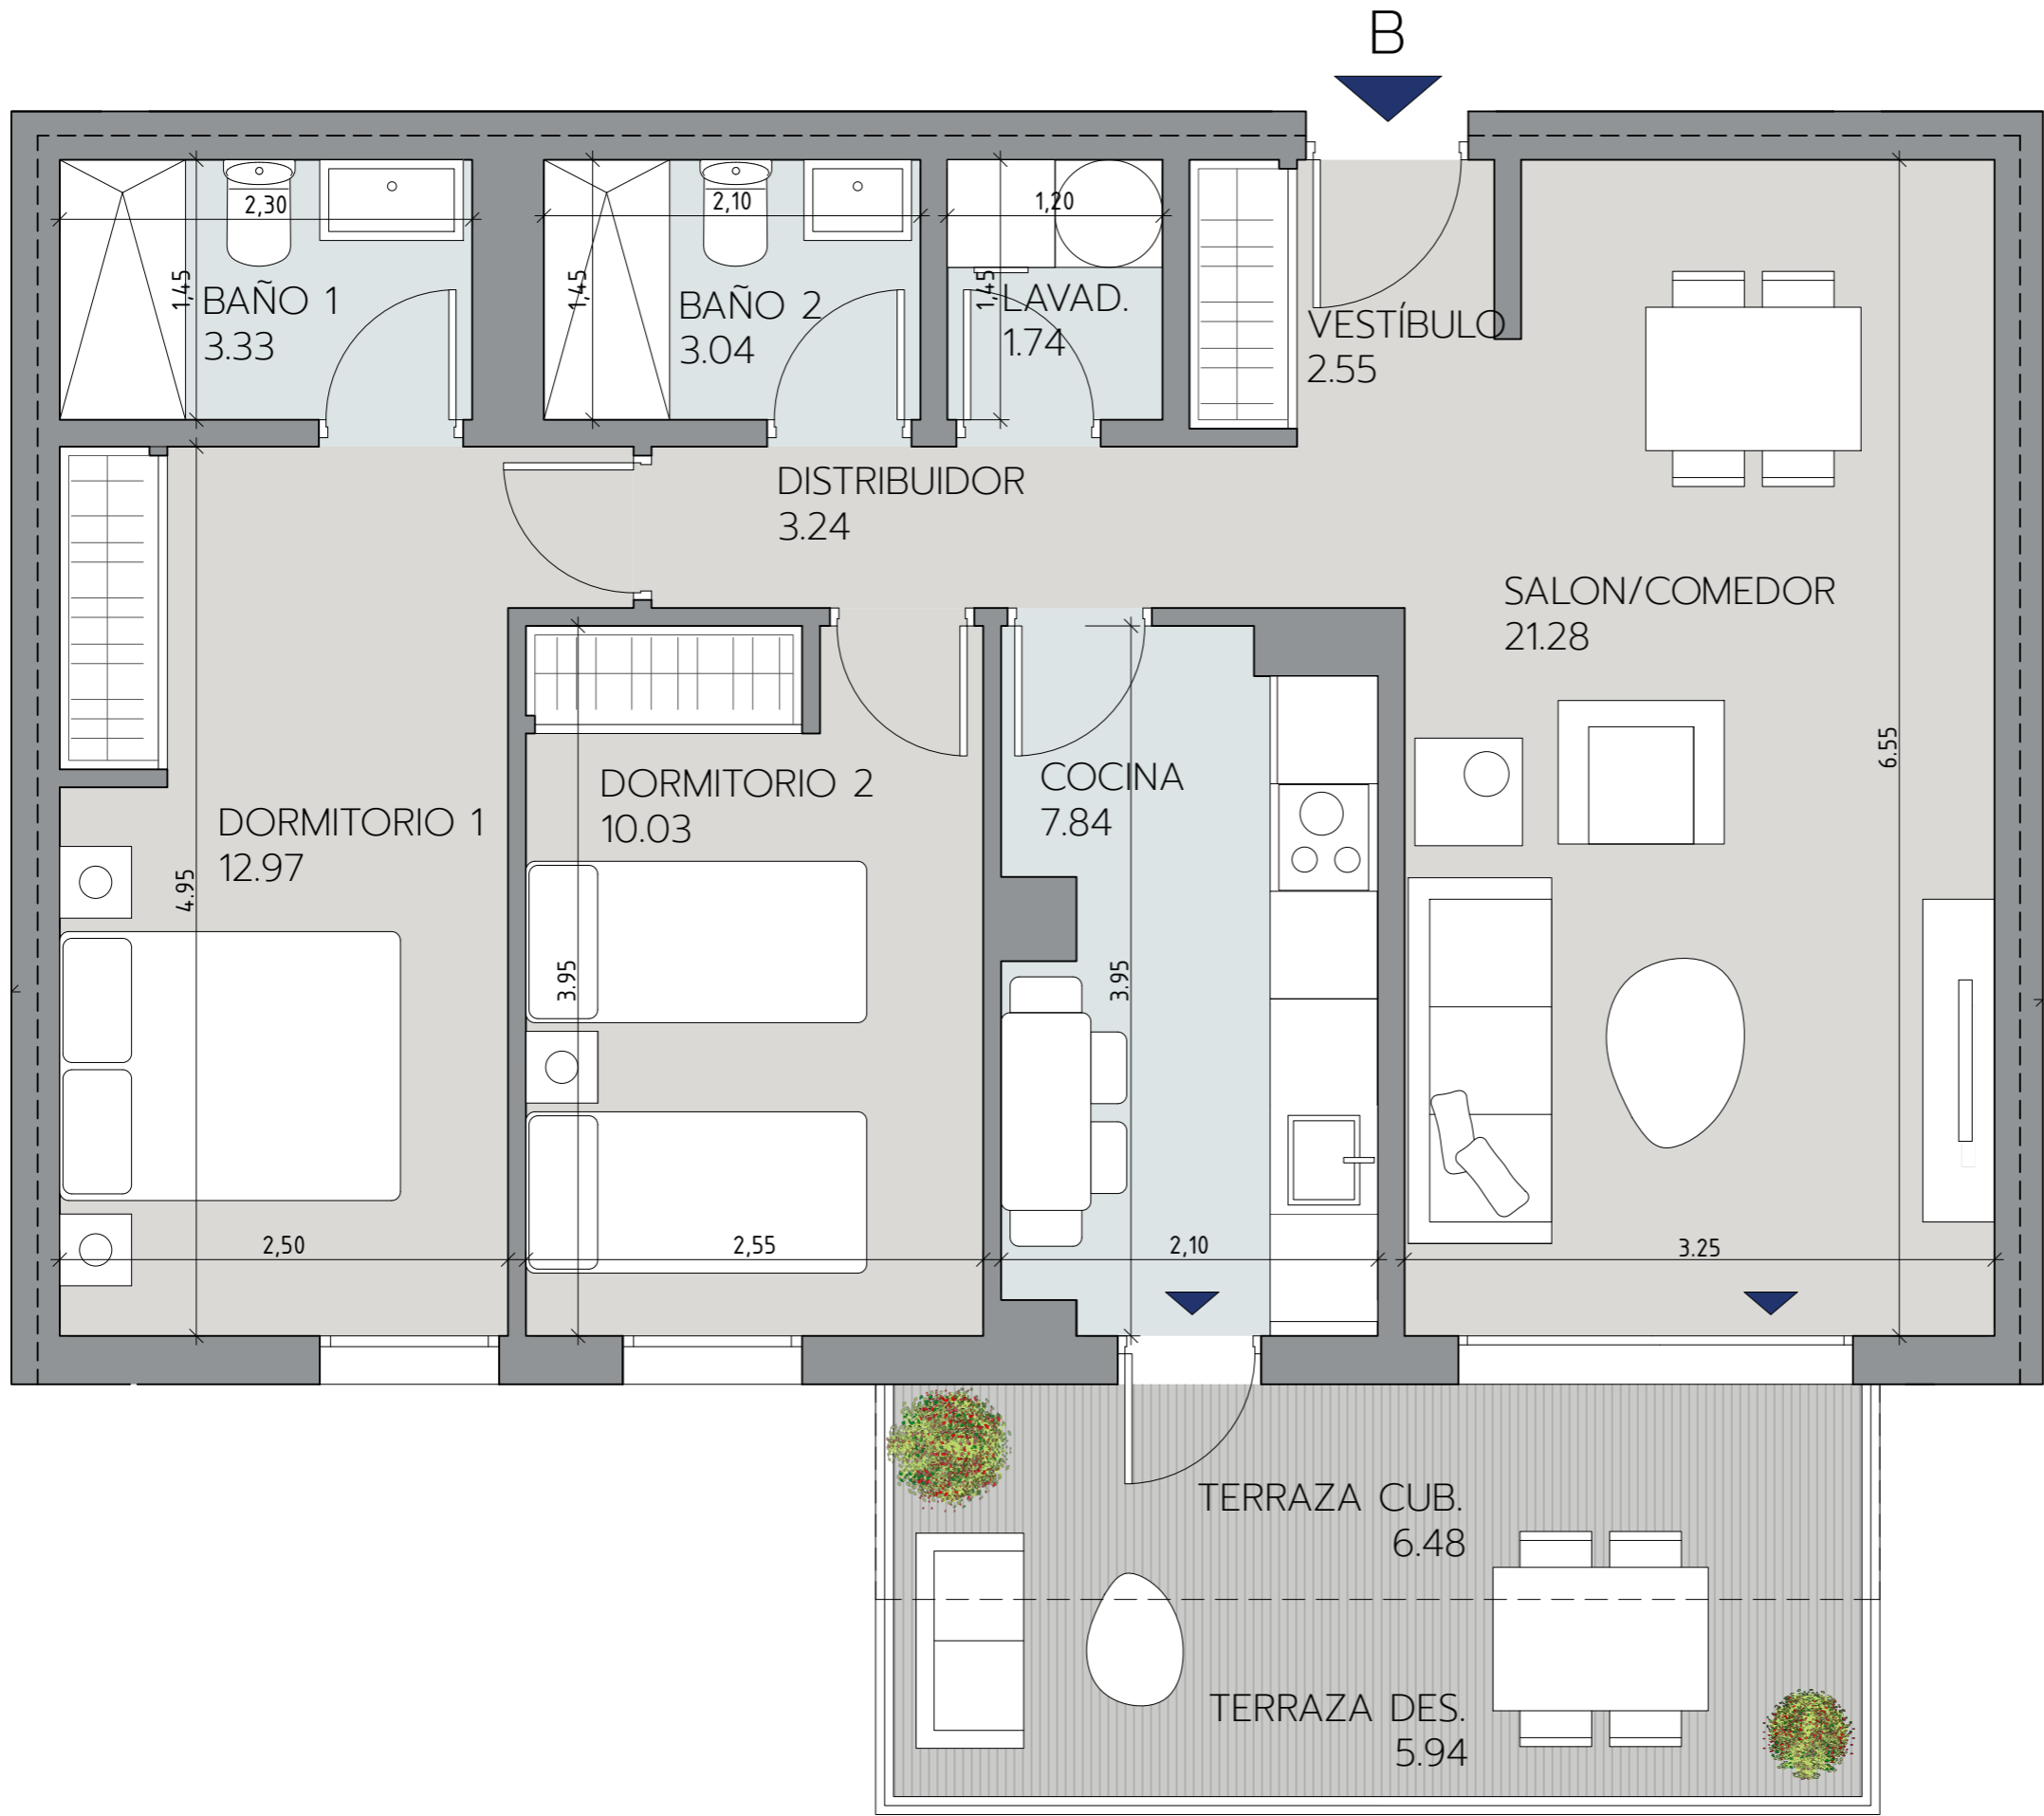 B
2,30
2,10
1,20
1,45
1,45
1,45
BAÑO 1
3.33
BAÑO 2
3.04
LAVAD.
1.74
VESTÍBULO
2.55
DISTRIBUIDOR
3.24
SALON/COMEDOR
21.28
6.55
DORMITORIO 1
12.97
4.95
DORMITORIO 2
10.03
3.95
COCINA
7.84
3.95
2,50
2,55
2,10
3.25
TERRAZA CUB.
6.48
TERRAZA DES.
5.94